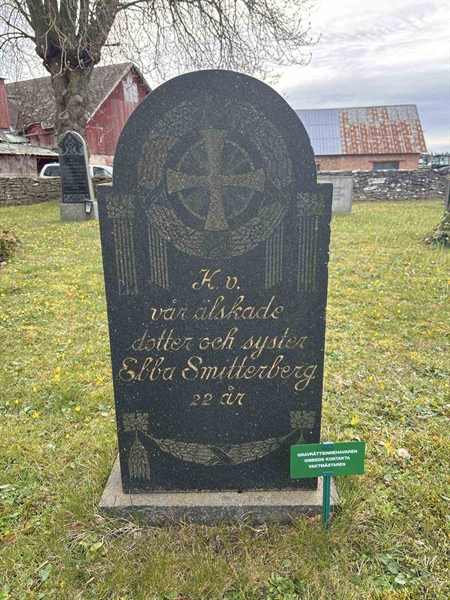 H. v.
vår älskade
dotter och syster
Ebba Smitterberg
22 år
GRAVRÄTTSINNEHAVAREN
OMBEDS KONTAKTA
VAKTMÄSTAREN